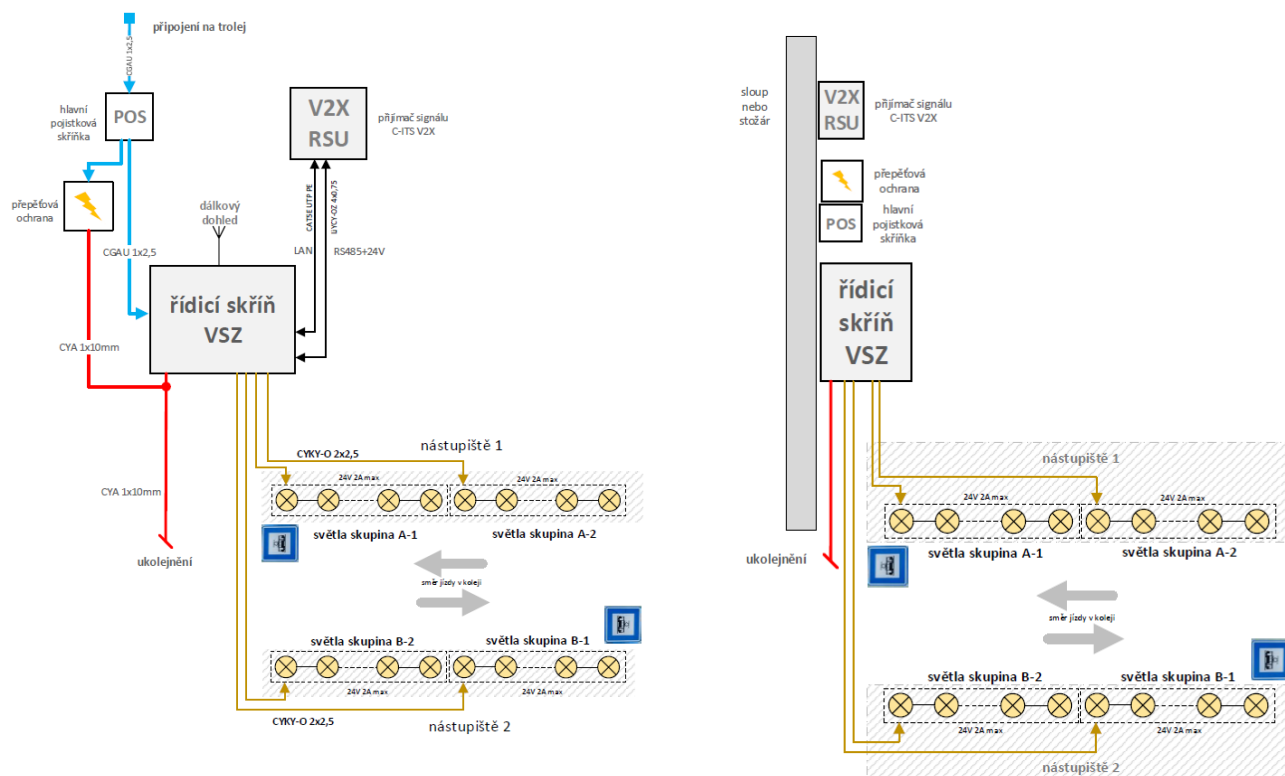 připojení na trolej
CGAU 1x2,5
hlavní
pojistková
skříňka
POS
přepěťová
ochrana
CGAU 1x2,5
V2X
RSU
přijímač signálu
C-ITS V2X
dálkový
dohled
LAN
CAT5E UTP PE
LiYCY-OZ 4x0,75
RS485+24V
řídicí skříň
VSZ
CYA 1x10mm
CYA 1x10mm
ukolejnění
nástupiště 1
CYKY-O 2x2,5
24V 2A max
24V 2A max
světla skupina A-1
světla skupina A-2
směr jízdy v koleji
světla skupina B-2
světla skupina B-1
24V 2A max
24V 2A max
CYKY-O 2x2,5
nástupiště 2
sloup
nebo
stožár
V2X
RSU
přijímač signálu
C-ITS V2X
přepěťová
ochrana
POS
hlavní
pojistková
skříňka
řídicí
skříň
VSZ
ukolejnění
nástupiště 1
24V 2A max
24V 2A max
světla skupina A-1
světla skupina A-2
směr jízdy v koleji
světla skupina B-2
světla skupina B-1
24V 2A max
24V 2A max
nástupiště 2